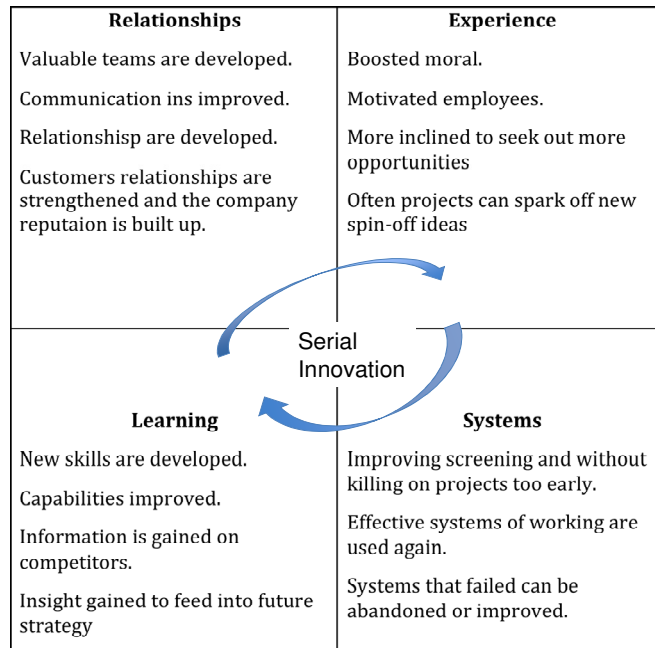 Relationships
Valuable teams are developed.
Communication ins improved.
Relationshisp are developed.
Customers relationships are
strengthened and the company
reputaion is built up.
Experience
Boosted moral.
Motivated employees.
More inclined to seek out more
opportunities
Often projects can spark off new
spin-off ideas
Serial
Innovation
Learning
New skills are developed.
Capabilities improved.
Information is gained on
competitors.
Insight gained to feed into future
strategy
Systems
Improving screening and without
killing on projects too early.
Effective systems of working are
used again.
Systems that failed can be
abandoned or improved.